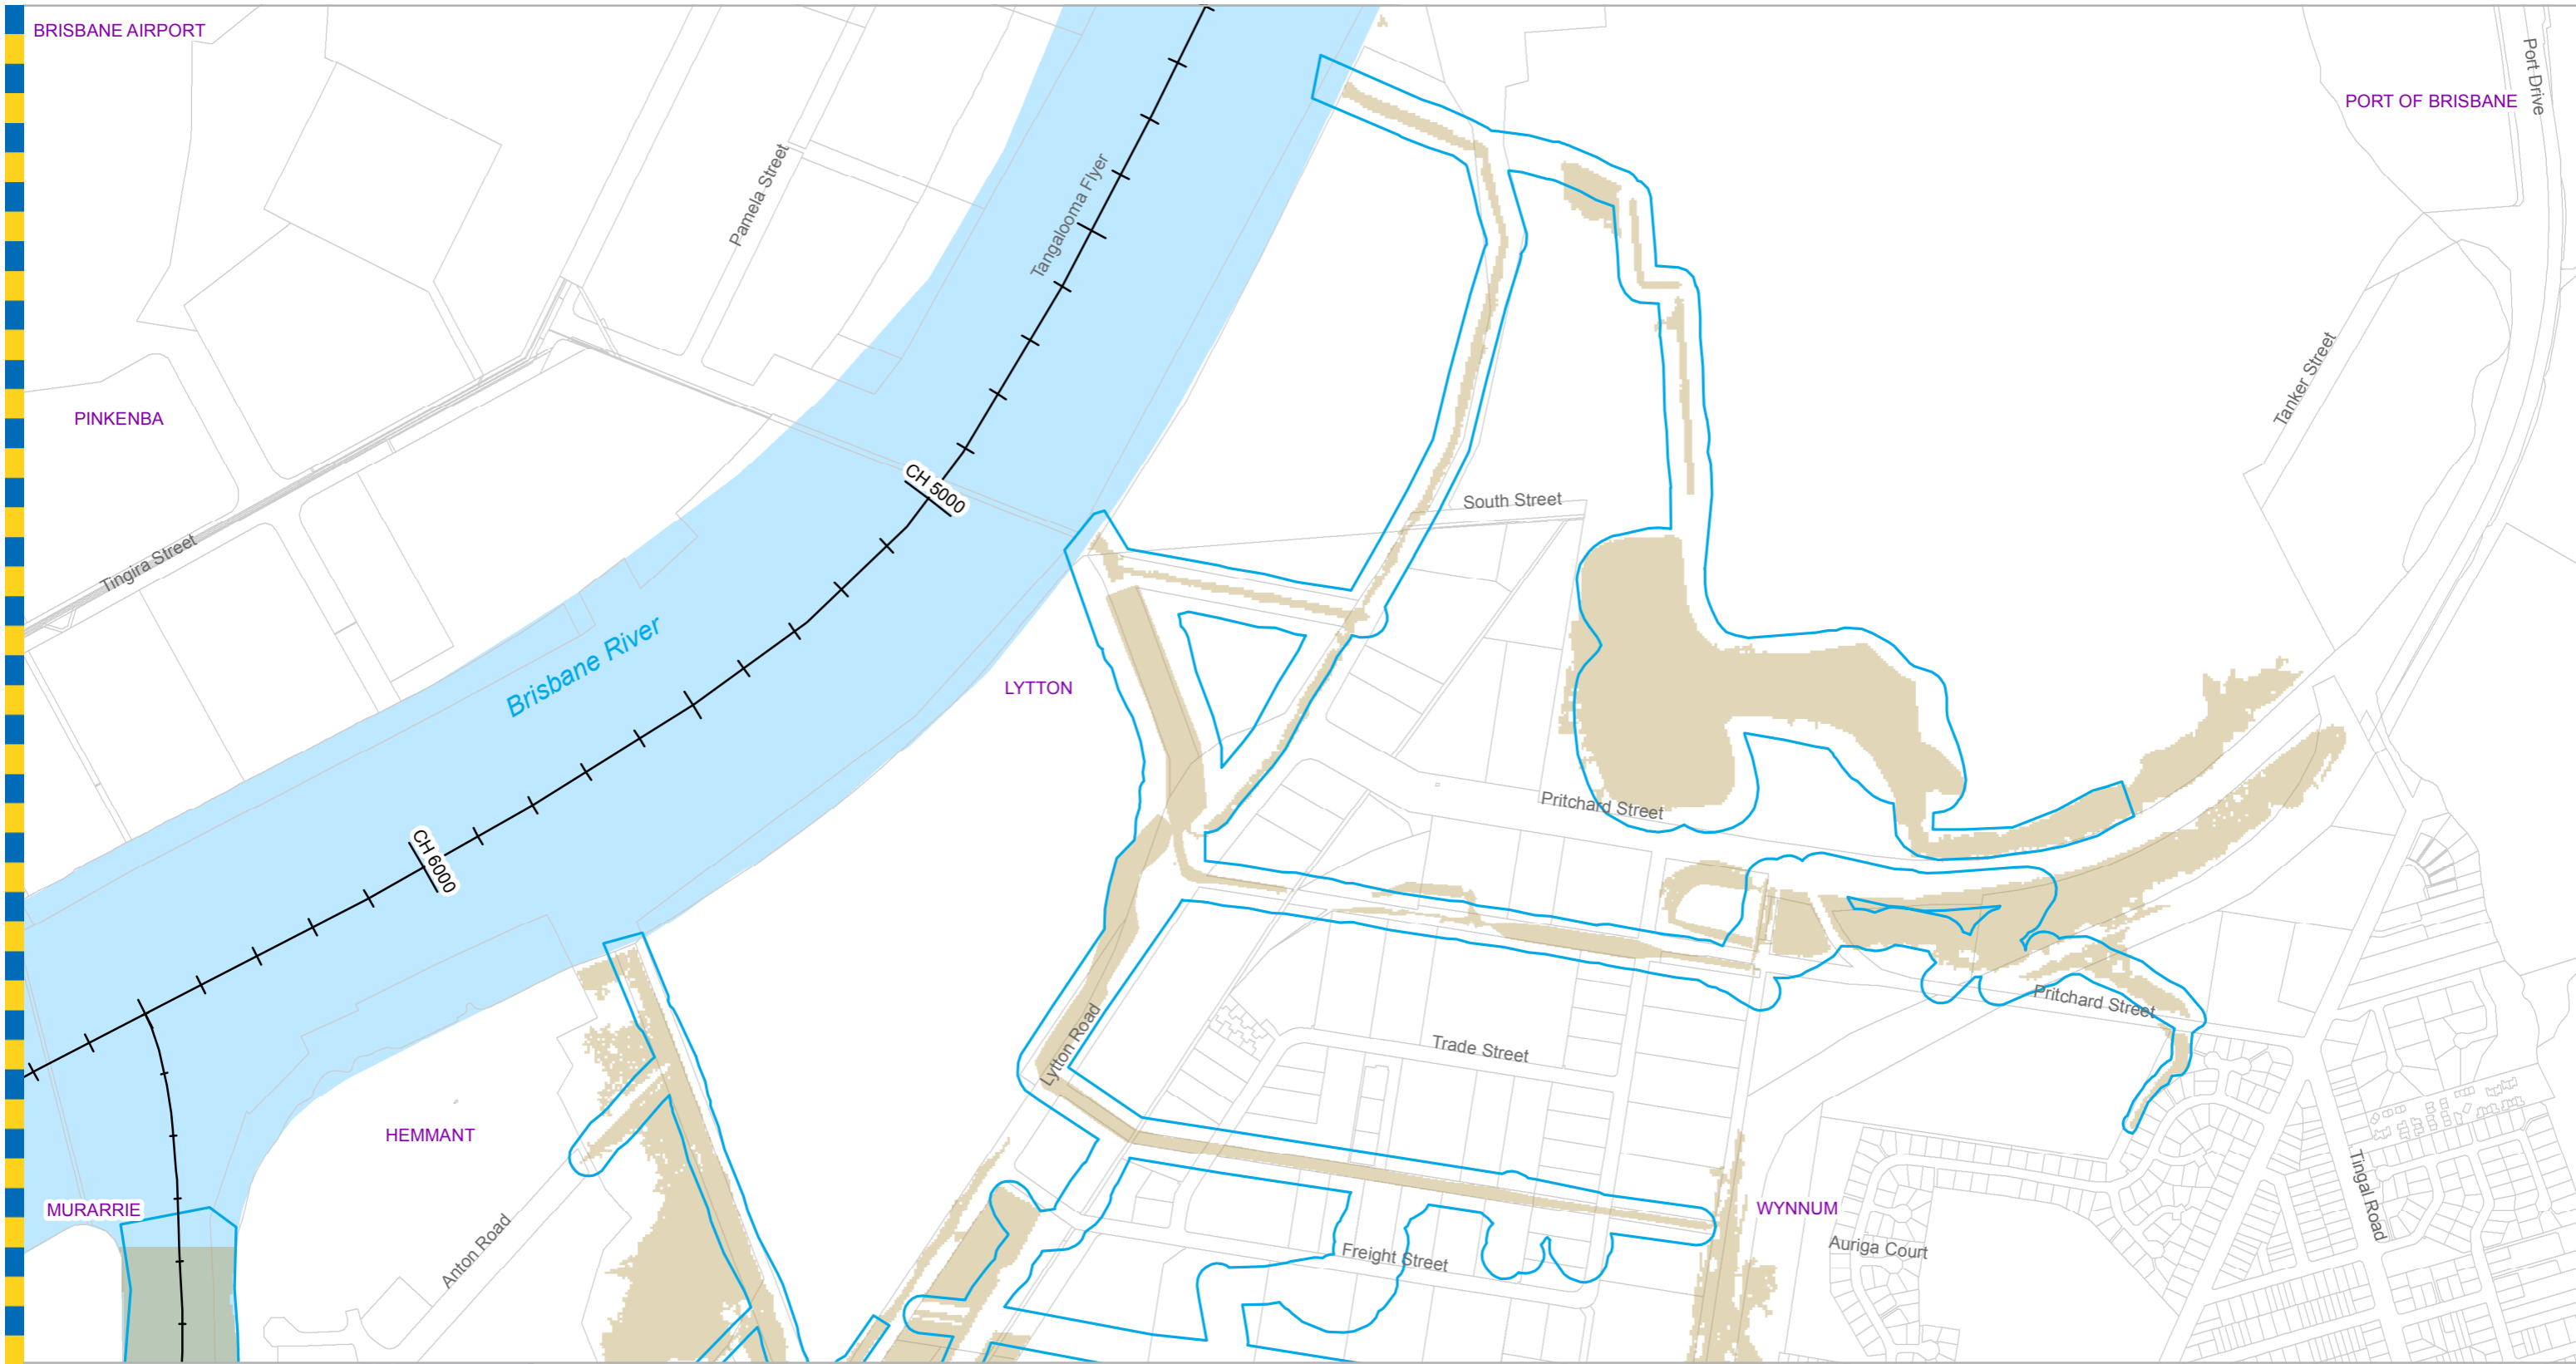 BRISBANE AIRPORT
Port Drive
PORT OF BRISBANE
Pamela Street
Tangalooma Flyer
Tanker Street
PINKENBA
CH 5000
South Street
Tingira Street
Brisbane River
LYTTON
Pritchard Street
CH 6000
Pritchard Street
Lytton Road
Trade Street
HEMMANT
Tingal Road
MURARRIE
WYNNUM
Anton Road
Freight Street
Auriga Court